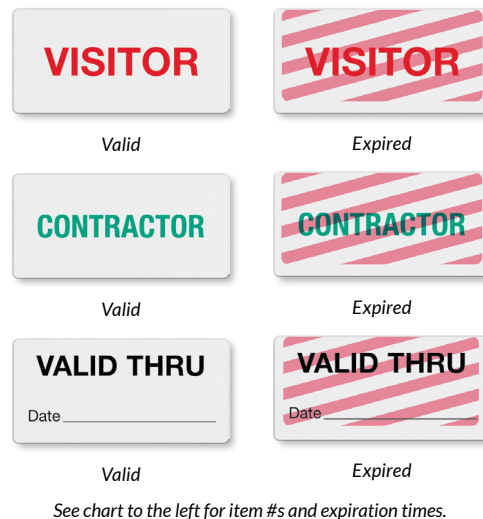 VISITOR VISITOR
Valid Expired
CONTRACTOR CONTRACTOR
Valid Expired
VALID THRU VALID THRU
Date Date
Valid Expired
See chart to the left for item #s and expiration times.